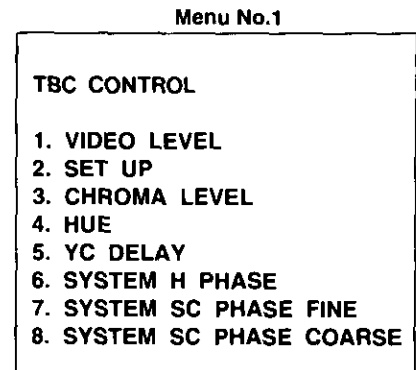 Menu No.1
TBC CONTROL
1. VIDEO LEVEL
2. SET UP
3. CHROMA LEVEL
4. HUE
5. YC DELAY
6. SYSTEM H PHASE
7. SYSTEM SC PHASE FINE
8. SYSTEM SC PHASE COARSE